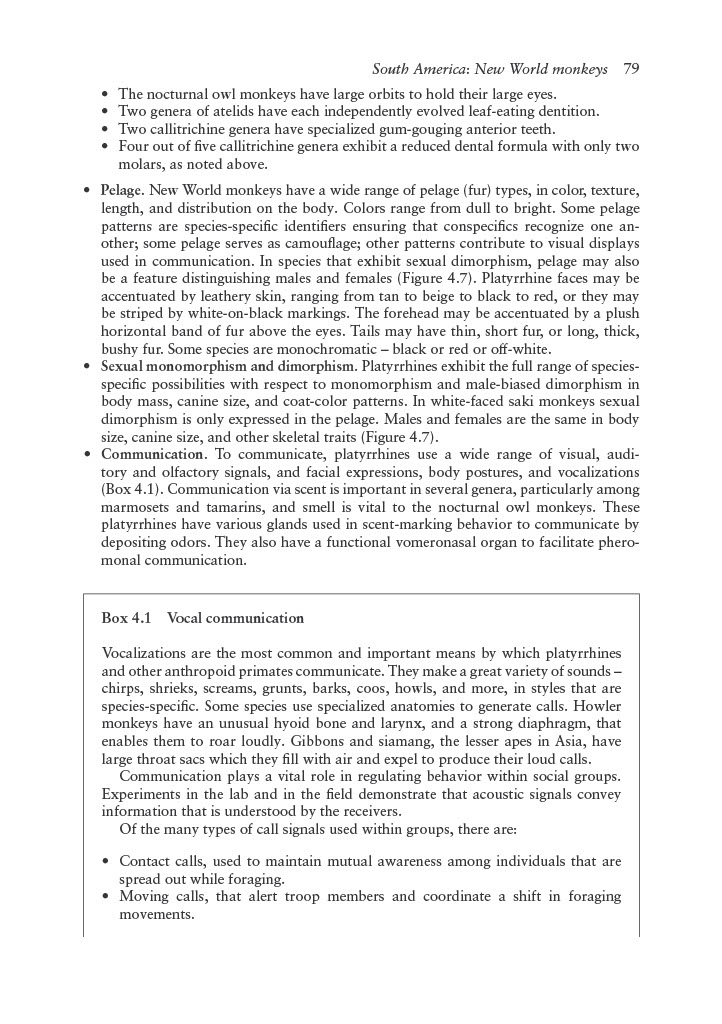 South America: New World monkeys 79
• The nocturnal owl monkeys have large orbits to hold their large eyes.
• Two genera of atelids have each independently evolved leaf-eating dentition.
• Two callitrichine genera have specialized gum-gouging anterior teeth.
• Four out of five callitrichine genera exhibit a reduced dental formula with only two
molars, as noted above.
• Pelage. New World monkeys have a wide range of pelage (fur) types, in color, texture,
length, and distribution on the body. Colors range from dull to bright. Some pelage
patterns are species-specific identifiers ensuring that conspecifics recognize one an-
other; some pelage serves as camouflage; other patterns contribute to visual displays
used in communication. In species that exhibit sexual dimorphism, pelage may also
be a feature distinguishing males and females (Figure 4.7). Platyrrhine faces may be
accentuated by leathery skin, ranging from tan to beige to black to red, or they may
be striped by white-on-black markings. The forehead may be accentuated by a plush
horizontal band of fur above the eyes. Tails may have thin, short fur, or long, thick,
bushy fur. Some species are monochromatic – black or red or off-white.
• Sexual monomorphism and dimorphism. Platyrrhines exhibit the full range of species-
specific possibilities with respect to monomorphism and male-biased dimorphism in
body mass, canine size, and coat-color patterns. In white-faced saki monkeys sexual
dimorphism is only expressed in the pelage. Males and females are the same in body
size, canine size, and other skeletal traits (Figure 4.7).
• Communication. To communicate, platyrrhines use a wide range of visual, audi-
tory and olfactory signals, and facial expressions, body postures, and vocalizations
(Box 4.1). Communication via scent is important in several genera, particularly among
marmosets and tamarins, and smell is vital to the nocturnal owl monkeys. These
platyrrhines have various glands used in scent-marking behavior to communicate by
depositing odors. They also have a functional vomeronasal organ to facilitate phero-
monal communication.
Box 4.1 Vocal communication
Vocalizations are the most common and important means by which platyrrhines
and other anthropoid primates communicate. They make a great variety of sounds –
chirps, shrieks, screams, grunts, barks, coos, howls, and more, in styles that are
species-specific. Some species use specialized anatomies to generate calls. Howler
monkeys have an unusual hyoid bone and larynx, and a strong diaphragm, that
enables them to roar loudly. Gibbons and siamang, the lesser apes in Asia, have
large throat sacs which they fill with air and expel to produce their loud calls.
Communication plays a vital role in regulating behavior within social groups.
Experiments in the lab and in the field demonstrate that acoustic signals convey
information that is understood by the receivers.
Of the many types of call signals used within groups, there are:
• Contact calls, used to maintain mutual awareness among individuals that are
spread out while foraging.
• Moving calls, that alert troop members and coordinate a shift in foraging
movements.